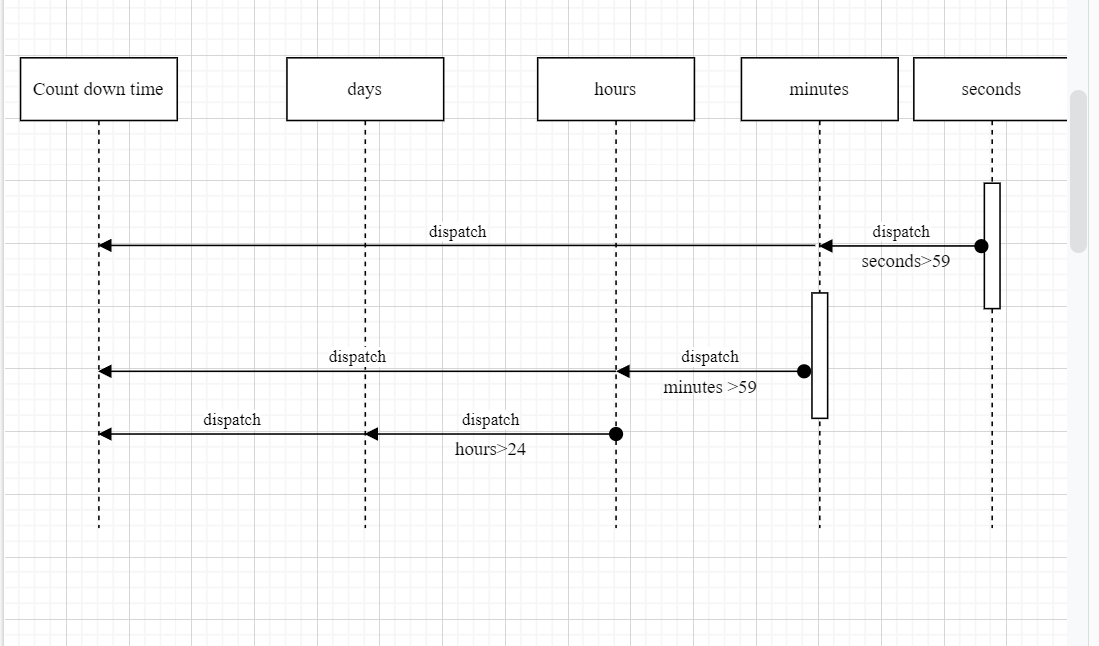 Count down time
days
hours
minutes
seconds
dispatch
dispatch
seconds>59
dispatch
dispatch
minutes >59
dispatch
dispatch
hours>24